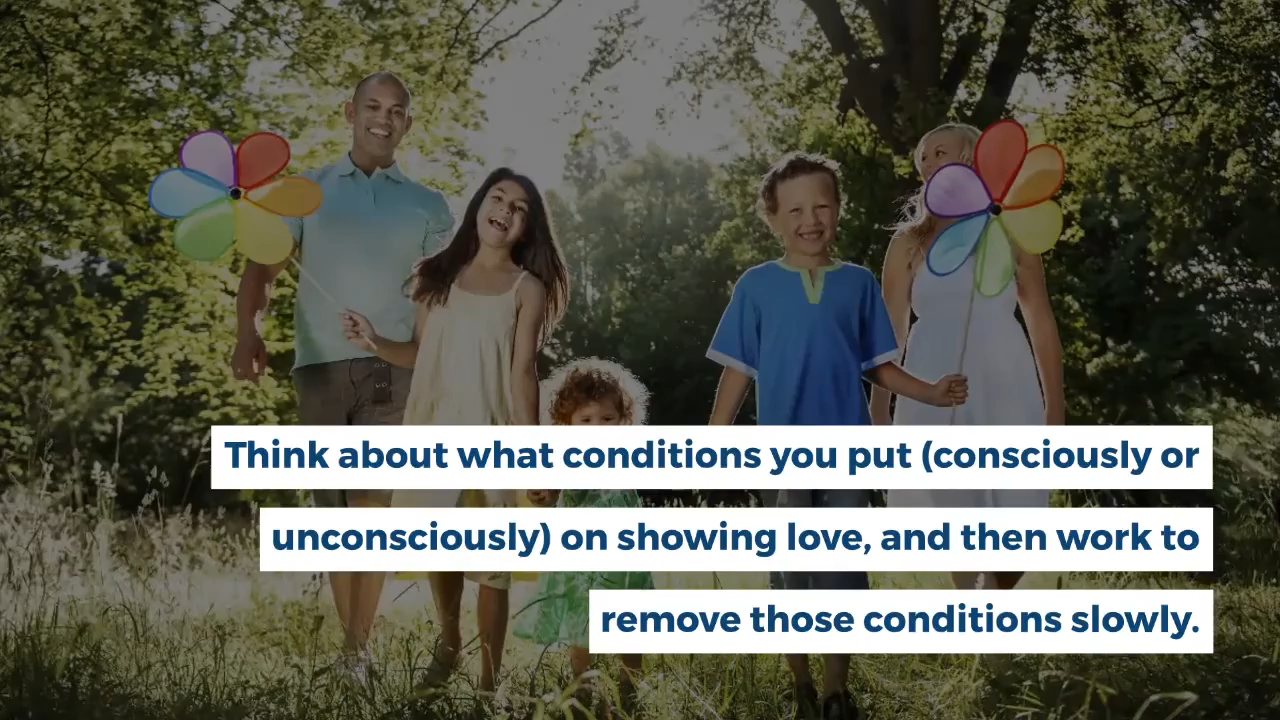 Think about what conditions you put (consciously or
unconsciously) on showing love, and then work to
remove those conditions slowly.